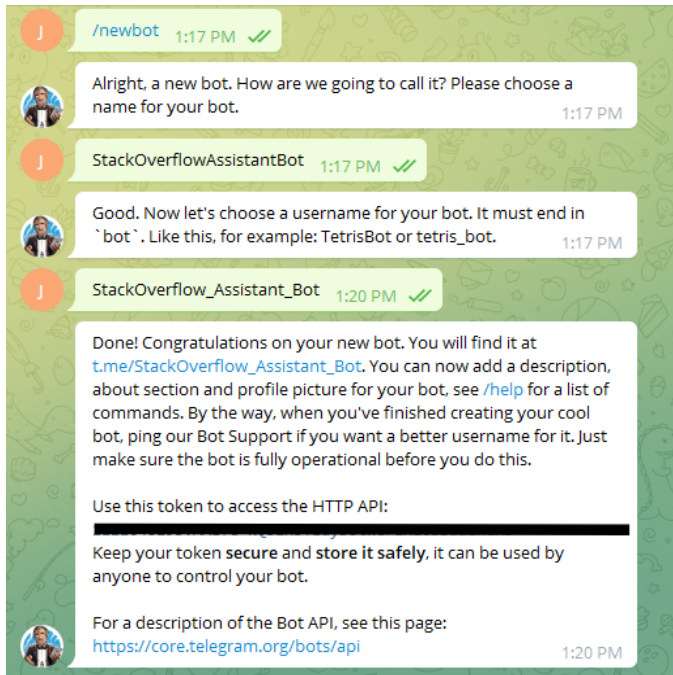 J
/newbot 1:17 PM
Alright, a new bot. How are we going to call it? Please choose a
name for your bot.
1:17 PM
J
StackOverflowAssistantBot 1:17 PM
Good. Now let's choose a username for your bot. It must end in
`bot`. Like this, for example: TetrisBot or tetris_bot.
1:17 PM
J
StackOverflow_Assistant_Bot 1:20 PM
Done! Congratulations on your new bot. You will find it at
t.me/StackOverflow_Assistant_Bot. You can now add a description,
about section and profile picture for your bot, see /help for a list of
commands. By the way, when you've finished creating your cool
bot, ping our Bot Support if you want a better username for it. Just
make sure the bot is fully operational before you do this.
Use this token to access the HTTP API:
Keep your token secure and store it safely, it can be used by
anyone to control your bot.
For a description of the Bot API, see this page:
https://core.telegram.org/bots/api
1:20 PM